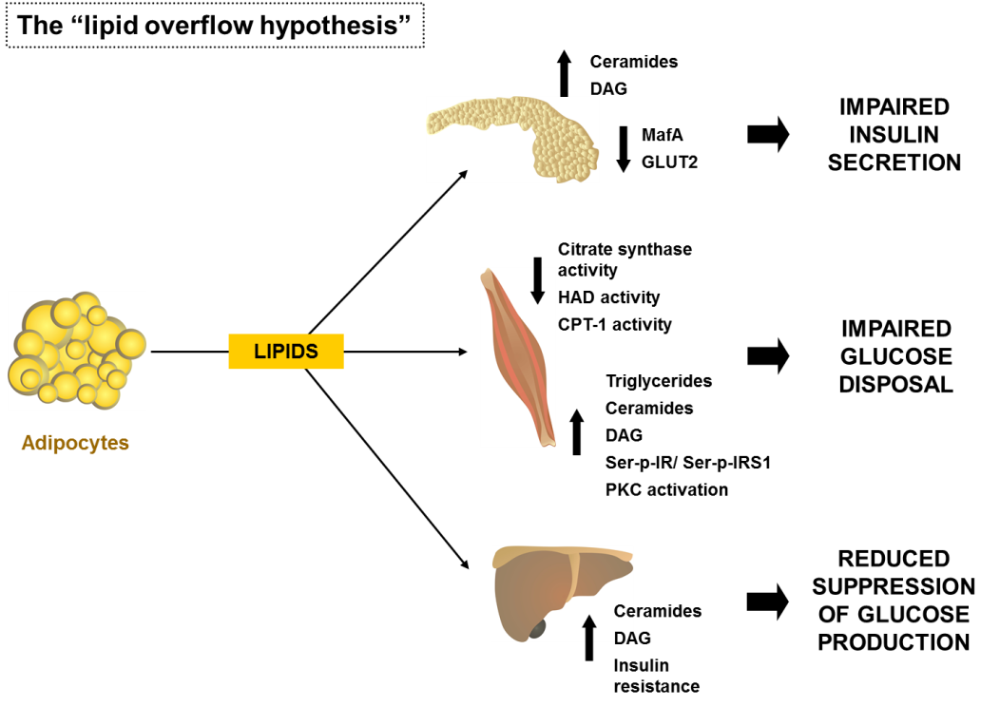 The “lipid overflow hypothesis”
Ceramides
DAG
MafA
GLUT2
IMPAIRED
INSULIN
SECRETION
Citrate synthase
activity
HAD activity
CPT-1 activity
Adipocytes
LIPIDS
Triglycerides
Ceramides
DAG
Ser-p-IR/ Ser-p-IRS1
PKC activation
IMPAIRED
GLUCOSE
DISPOSAL
Ceramides
DAG
Insulin
resistance
REDUCED
SUPPRESSION
OF GLUCOSE
PRODUCTION